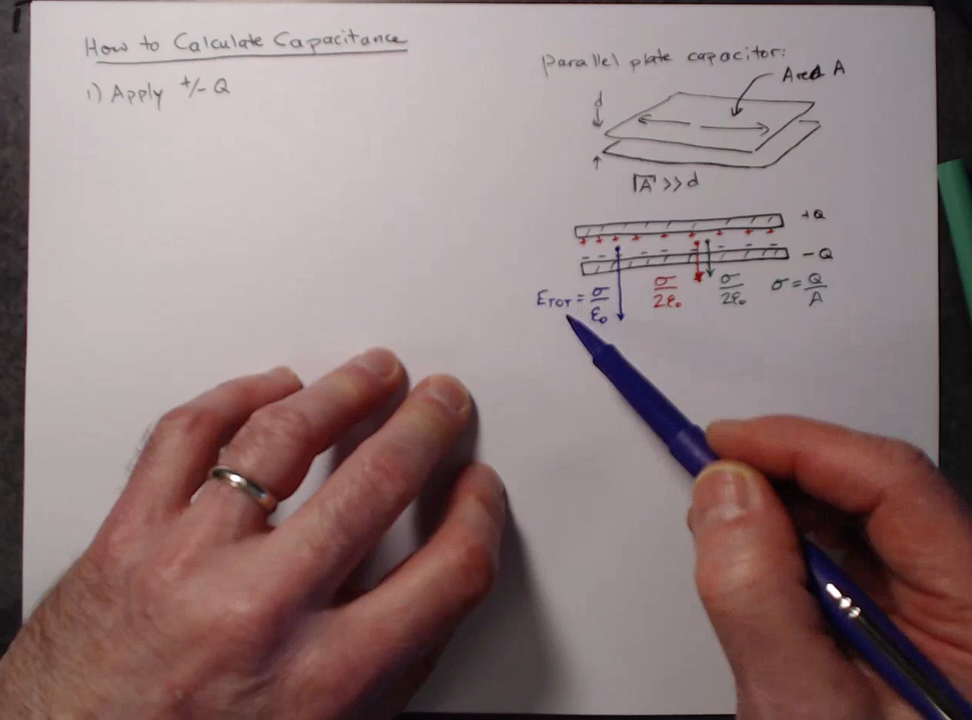 How to Calculate Capacitance
1) Apply +/- Q
Parallel plate capacitor:
Area A
d
√A >> d
+Q
+ + + + + + + + +
- - - - - - - - -
-Q
E_TOT = σ/ε₀
σ/2ε₀
σ/2ε₀
σ = Q/A